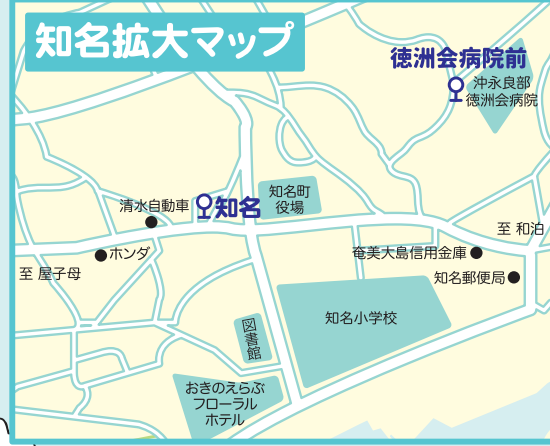 知名拡大マップ
徳洲会病院前
沖永良部
徳洲会病院
清水自動車
知名
知名町
役場
至 和泊
ホンダ
奄美大島信用金庫
至 屋子母
知名郵便局
知名小学校
図書館
おきのえらぶ
フローラル
ホテル